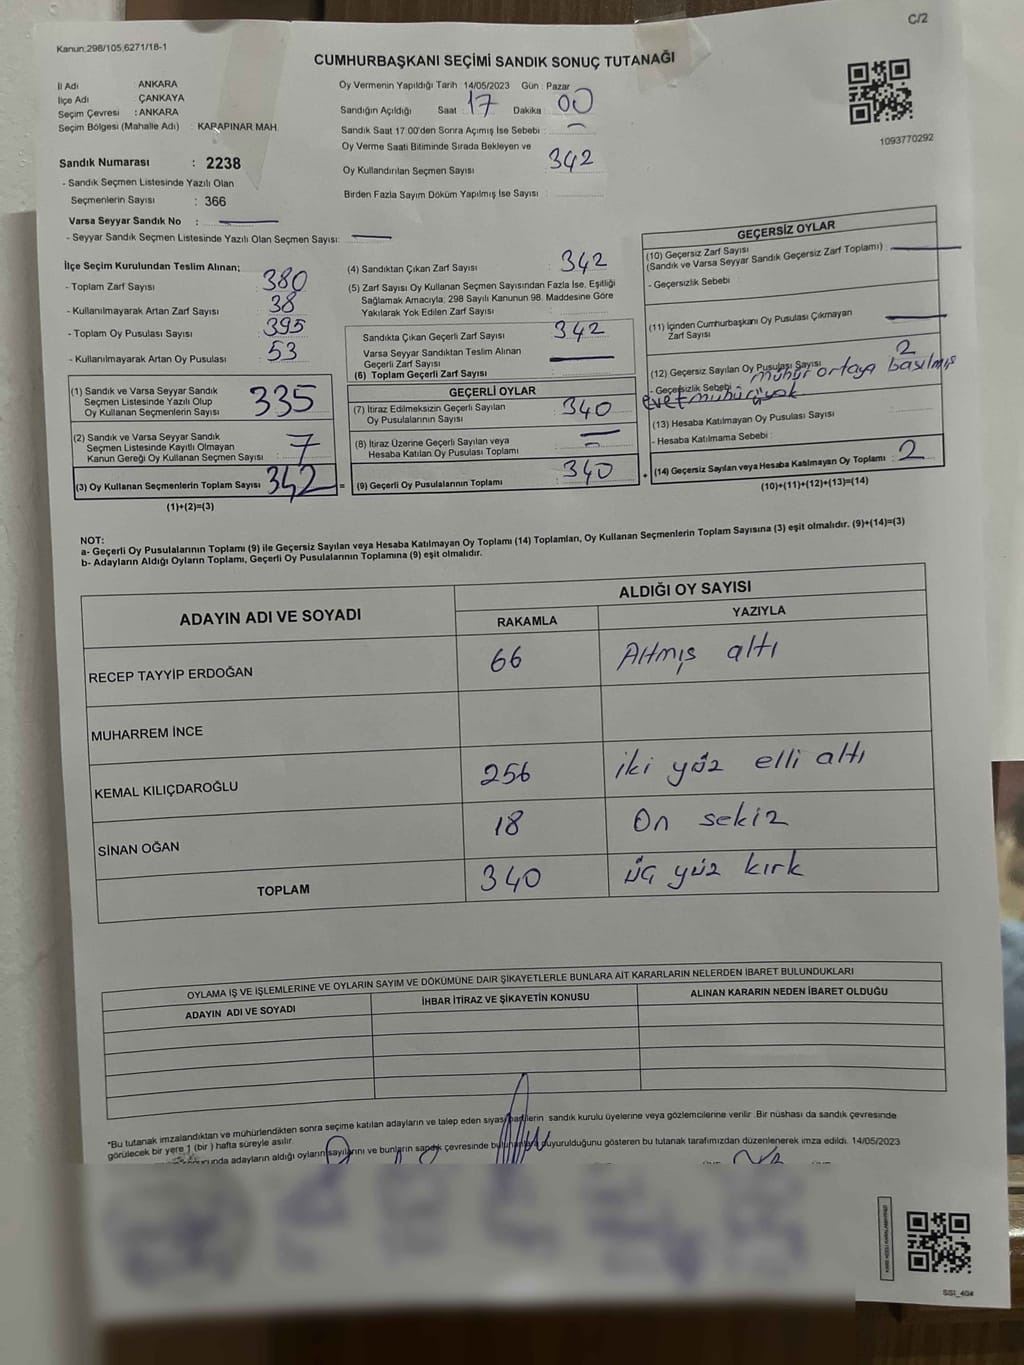 C/2
Kanun:298/105,6271/18-1
CUMHURBAŞKANI SEÇİMİ SANDIK SONUÇ TUTANAĞI
1093770292
İl Adı : ANKARA
İlçe Adı : ÇANKAYA
Seçim Çevresi : ANKARA
Seçim Bölgesi (Mahalle Adı) : KARAPINAR MAH.
Sandık Numarası : 2238
- Sandık Seçmen Listesinde Yazılı Olan
Seçmenlerin Sayısı : 366
Varsa Seyyar Sandık No :
- Seyyar Sandık Seçmen Listesinde Yazılı Olan Seçmen Sayısı:
Oy Vermenin Yapıldığı Tarih 14/05/2023 Gün : Pazar
Sandığın Açıldığı Saat 17 Dakika 00
Sandık Saat 17:00'den Sonra Açımış İse Sebebi : -
Oy Verme Saati Bitiminde Sırada Bekleyen ve
Oy Kullandırılan Seçmen Sayısı : 342
Birden Fazla Sayım Döküm Yapılmış İse Sayısı :
İlçe Seçim Kurulundan Teslim Alınan;
- Toplam Zarf Sayısı : 380
- Kullanılmayarak Artan Zarf Sayısı : 38
- Toplam Oy Pusulası Sayısı : 395
- Kullanılmayarak Artan Oy Pusulası : 53
(1) Sandık ve Varsa Seyyar Sandık
Seçmen Listesinde Yazılı Olup
Oy Kullanan Seçmenlerin Sayısı : 335
(2) Sandık ve Varsa Seyyar Sandık
Seçmen Listesinde Kayıtlı Olmayan
Kanun Gereği Oy Kullanan Seçmen Sayısı : 7
(3) Oy Kullanan Seçmenlerin Toplam Sayısı 342 =
(1)+(2)=(3)
(4) Sandıktan Çıkan Zarf Sayısı : 342
(5) Zarf Sayısı Oy Kullanan Seçmen Sayısından Fazla İse, Eşitliği
Sağlamak Amacıyla; 298 Sayılı Kanunun 98. Maddesine Göre
Yakılarak Yok Edilen Zarf Sayısı :
Sandıkta Çıkan Geçerli Zarf Sayısı : 342
Varsa Seyyar Sandıktan Teslim Alınan
Geçerli Zarf Sayısı
(6) Toplam Geçerli Zarf Sayısı
GEÇERLİ OYLAR
(7) İtiraz Edilmeksizin Geçerli Sayılan
Oy Pusulalarının Sayısı : 340
(8) İtiraz Üzerine Geçerli Sayılan veya
Hesaba Katılan Oy Pusulası Toplamı : -
(9) Geçerli Oy Pusulalarının Toplamı : 340 +
GEÇERSİZ OYLAR
(10) Geçersiz Zarf Sayısı
(Sandık ve Varsa Seyyar Sandık Geçersiz Zarf Toplamı) :
- Geçersizlik Sebebi :
(11) İçinden Cumhurbaşkanı Oy Pusulası Çıkmayan
Zarf Sayısı
(12) Geçersiz Sayılan Oy Pusulası Sayısı 2
- Geçersizlik Sebebi : mühür ortaya basılmış
evet mühürü yok
(13) Hesaba Katılmayan Oy Pusulası Sayısı :
- Hesaba Katılmama Sebebi :
(14) Geçersiz Sayılan veya Hesaba Katılmayan Oy Toplamı : 2
(10)+(11)+(12)+(13)=(14)
NOT:
a- Geçerli Oy Pusulalarının Toplamı (9) ile Geçersiz Sayılan veya Hesaba Katılmayan Oy Toplamı (14) Toplamları, Oy Kullanan Seçmenlerin Toplam Sayısına (3) eşit olmalıdır. (9)+(14)=(3)
b- Adayların Aldığı Oyların Toplamı, Geçerli Oy Pusulalarının Toplamına (9) eşit olmalıdır.
ADAYIN ADI VE SOYADI
ALDIĞI OY SAYISI
RAKAMLA YAZIYLA
RECEP TAYYİP ERDOĞAN 66 Altmış altı
MUHARREM İNCE
KEMAL KILIÇDAROĞLU 256 iki yüz elli altı
SİNAN OĞAN 18 On sekiz
TOPLAM 340 üç yüz kırk
OYLAMA İŞ VE İŞLEMLERİNE VE OYLARIN SAYIM VE DÖKÜMÜNE DAİR ŞİKAYETLERLE BUNLARA AİT KARARLARIN NELERDEN İBARET BULUNDUKLARI
ADAYIN ADI VE SOYADI İHBAR İTİRAZ VE ŞİKAYETİN KONUSU ALINAN KARARIN NEDEN İBARET OLDUĞU
*Bu tutanak imzalandıktan ve mühürlendikten sonra seçime katılan adayların ve talep eden siyasi partilerin sandık kurulu üyelerine veya gözlemcilerine verilir. Bir nüshası da sandık çevresinde
görülecek bir yere 1 (bir) hafta süreyle asılır.
adayların aldığı oyların sayılarını ve bunların sandık çevresinde duyurulduğunu gösteren bu tutanak tarafımızdan düzenlenerek imza edildi. 14/05/2023